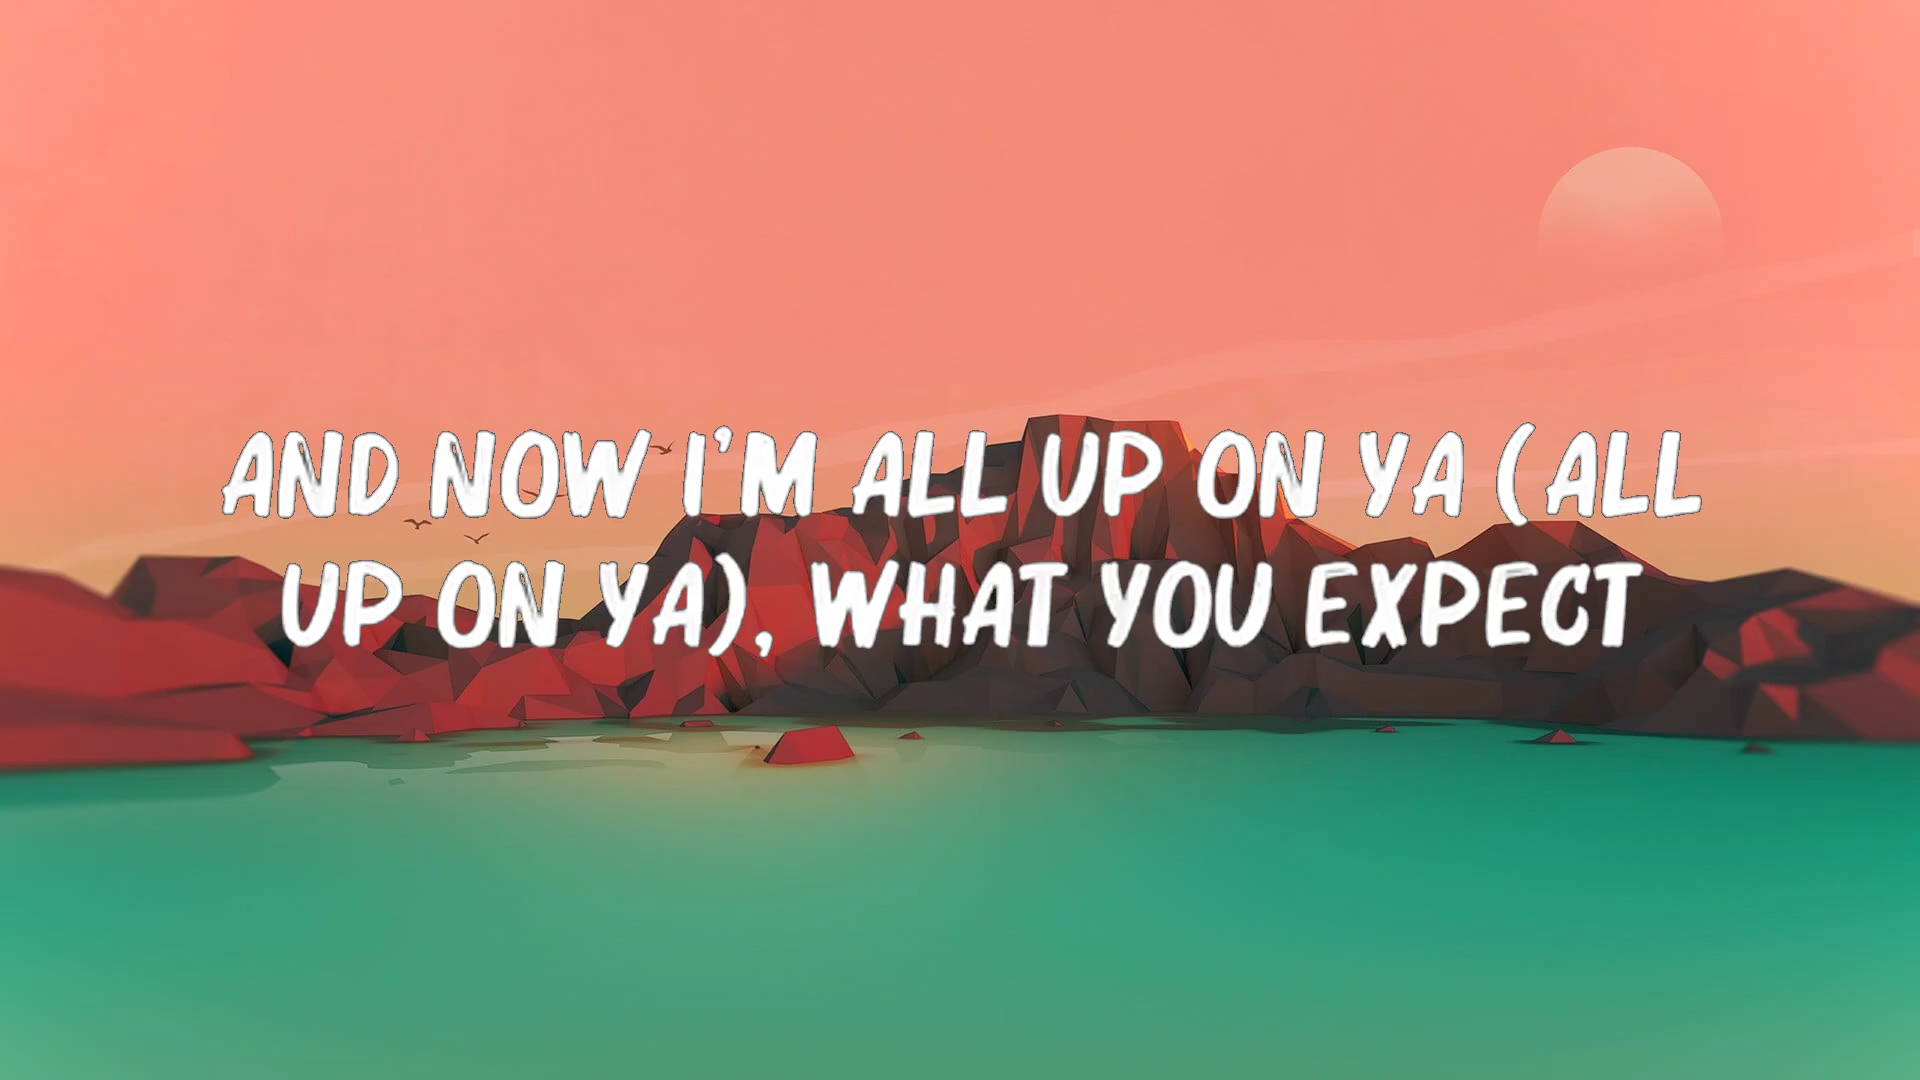 AND NOW I'M ALL UP ON YA (ALL
UP ON YA), WHAT YOU EXPECT